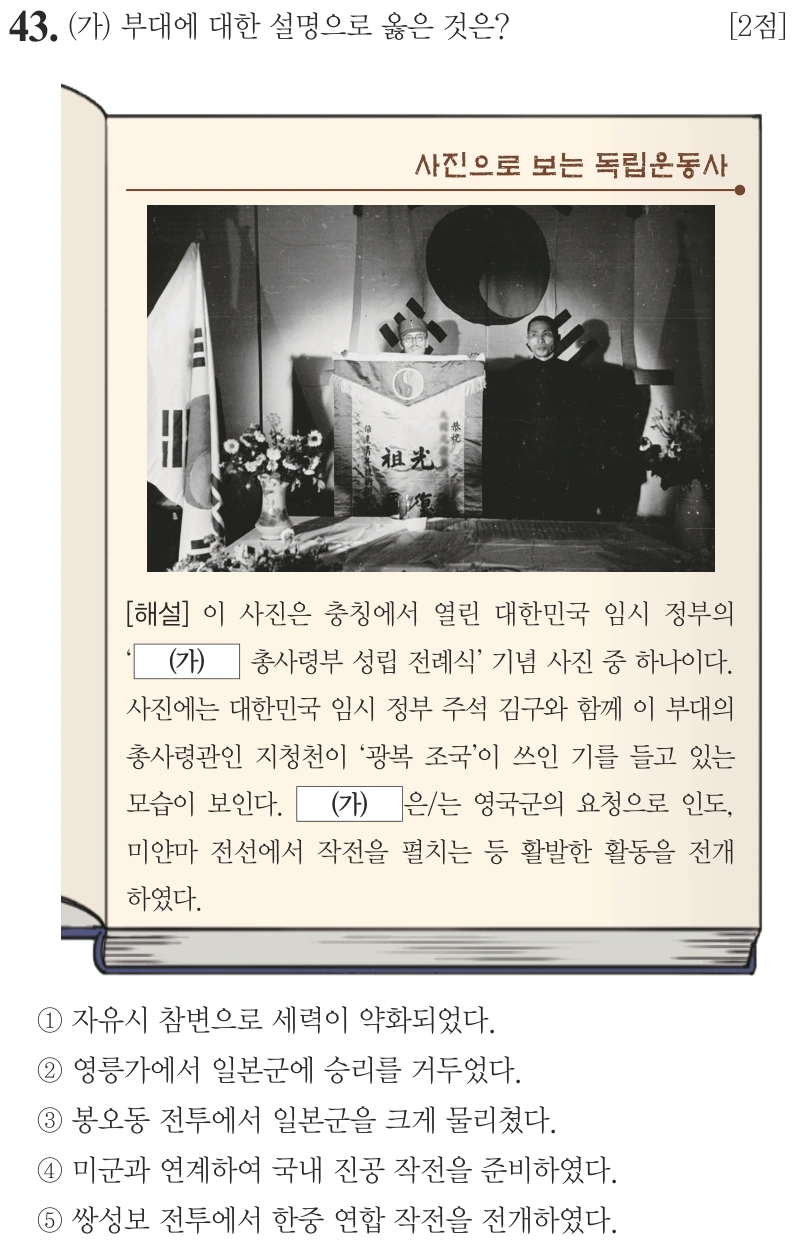 43. (가) 부대에 대한 설명으로 옳은 것은? [2점]
사진으로 보는 독립운동사
恭祝
光祖
[해설] 이 사진은 충칭에서 열린 대한민국 임시 정부의
‘ (가) 총사령부 성립 전례식’ 기념 사진 중 하나이다.
사진에는 대한민국 임시 정부 주석 김구와 함께 이 부대의
총사령관인 지청천이 ‘광복 조국’이 쓰인 기를 들고 있는
모습이 보인다. (가) 은/는 영국군의 요청으로 인도,
미얀마 전선에서 작전을 펼치는 등 활발한 활동을 전개
하였다.
① 자유시 참변으로 세력이 약화되었다.
② 영릉가에서 일본군에 승리를 거두었다.
③ 봉오동 전투에서 일본군을 크게 물리쳤다.
④ 미군과 연계하여 국내 진공 작전을 준비하였다.
⑤ 쌍성보 전투에서 한중 연합 작전을 전개하였다.